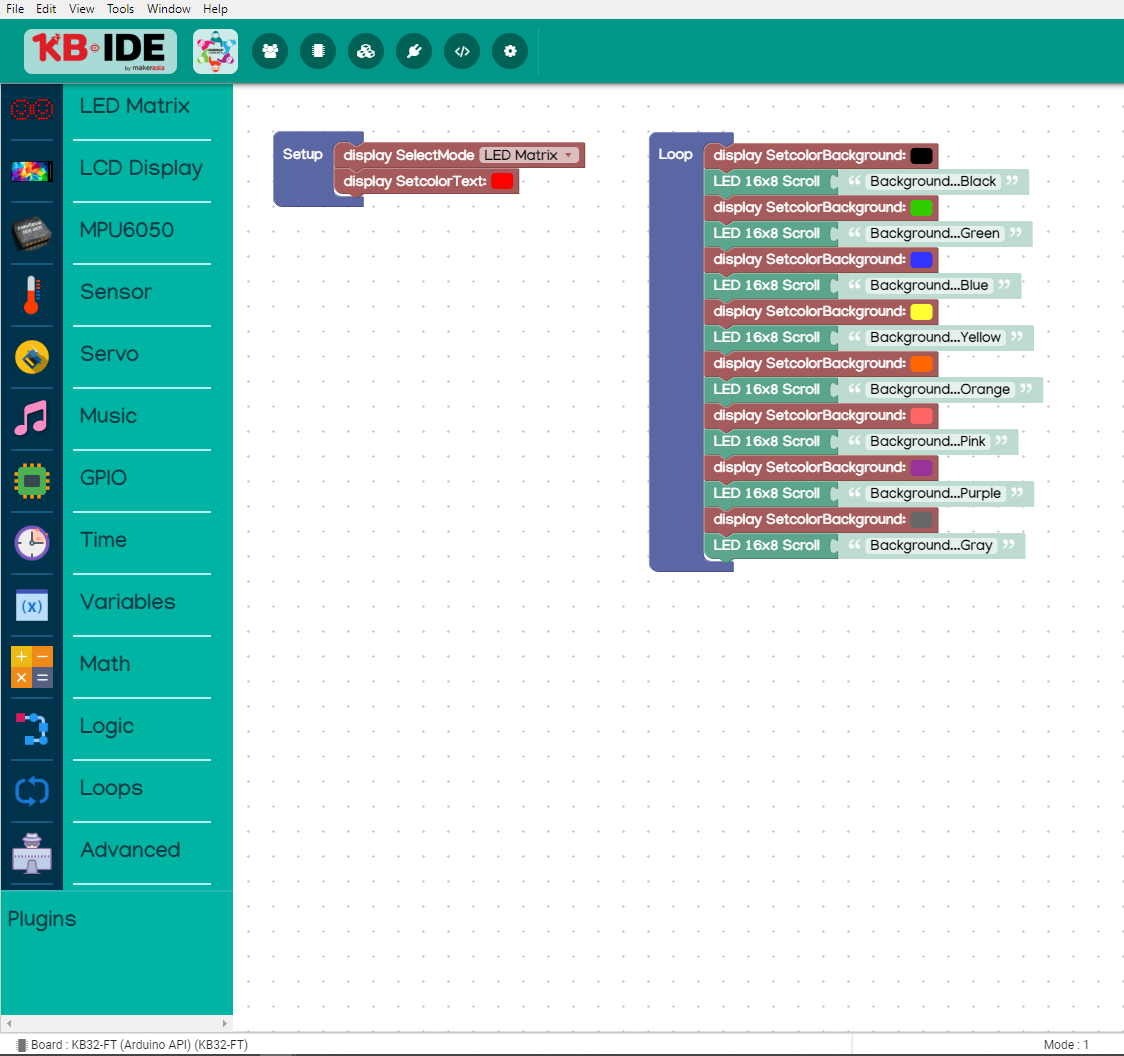 File Edit View Tools Window Help
KB-IDE
by makerasia
LED Matrix
LCD Display
MPU6050
Sensor
Servo
Music
GPIO
Time
Variables
Math
Logic
Loops
Advanced
Plugins
Setup
display SelectMode LED Matrix
display SetcolorText:
Loop
display SetcolorBackground:
LED 16x8 Scroll “ Background...Black ”
display SetcolorBackground:
LED 16x8 Scroll “ Background...Green ”
display SetcolorBackground:
LED 16x8 Scroll “ Background...Blue ”
display SetcolorBackground:
LED 16x8 Scroll “ Background...Yellow ”
display SetcolorBackground:
LED 16x8 Scroll “ Background...Orange ”
display SetcolorBackground:
LED 16x8 Scroll “ Background...Pink ”
display SetcolorBackground:
LED 16x8 Scroll “ Background...Purple ”
display SetcolorBackground:
LED 16x8 Scroll “ Background...Gray ”
Board : KB32-FT (Arduino API) (KB32-FT)
Mode : 1